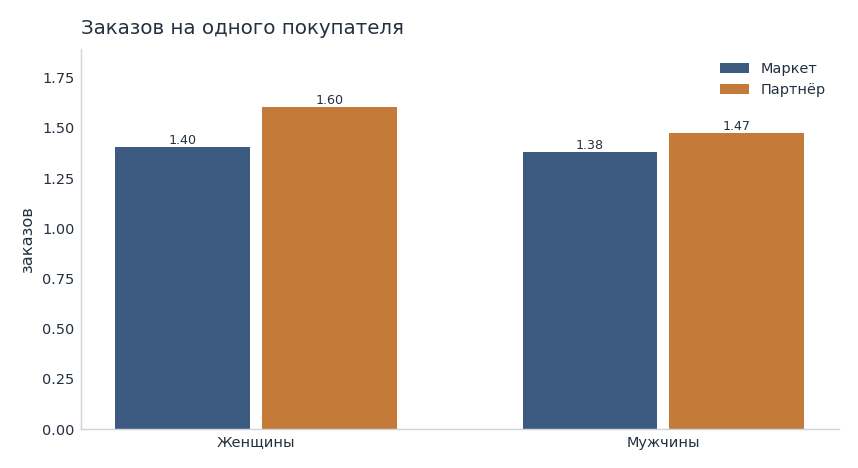 Заказов на одного покупателя
Маркет
Партнёр
заказов
1.75
1.50
1.25
1.00
0.75
0.50
0.25
0.00
1.40
1.60
1.38
1.47
Женщины
Мужчины